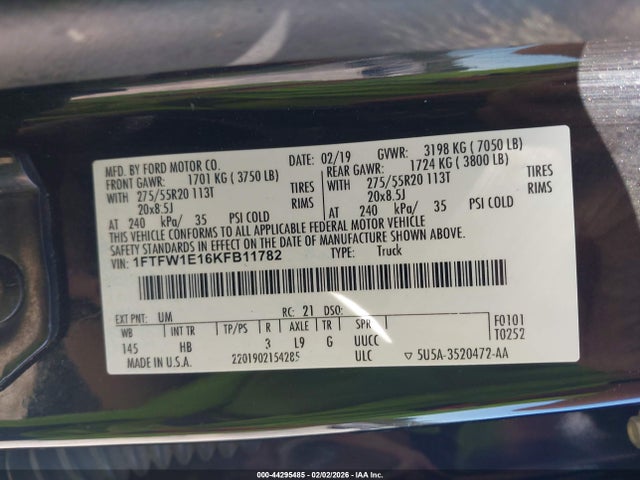 MFD. BY FORD MOTOR CO. DATE: 02/19 GVWR: 3198 KG ( 7050 LB)
FRONT GAWR: 1701 KG ( 3750 LB) REAR GAWR: 1724 KG ( 3800 LB)
WITH 275/55R20 113T TIRES WITH 275/55R20 113T TIRES
20x8.5J RIMS 20x8.5J RIMS
AT 240 kPa/ 35 PSI COLD AT 240 kPa/ 35 PSI COLD
THIS VEHICLE CONFORMS TO ALL APPLICABLE FEDERAL MOTOR VEHICLE
SAFETY STANDARDS IN EFFECT ON THE DATE OF MANUFACTURE SHOWN ABOVE.
VIN: 1FTFW1E16KFB11782 TYPE: Truck
F0101
T0252
EXT PNT: UM RC: 21 DSO:
WB INT TR TP/PS R AXLE TR SPR
145 HB 3 L9 G UUCC
MADE IN U.S.A. 2201902154285 ULC ▽ 5U5A-3520472-AA
000-44295485 - 02/02/2026 - IAA Corp.